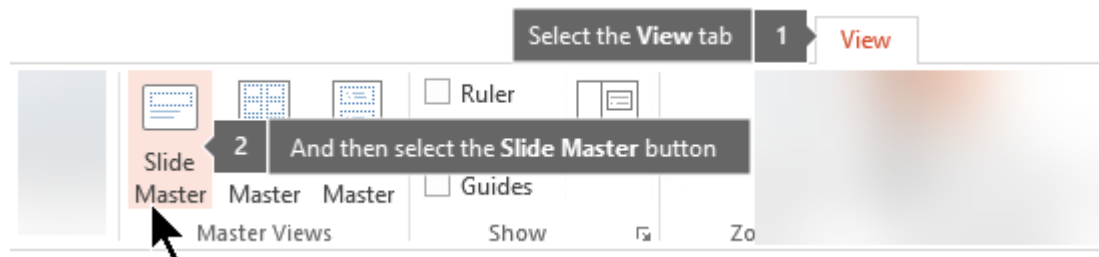 Select the View tab 1 View
Ruler
2 And then select the Slide Master button
Slide
Master Master Master Guides
Master Views Show Zo